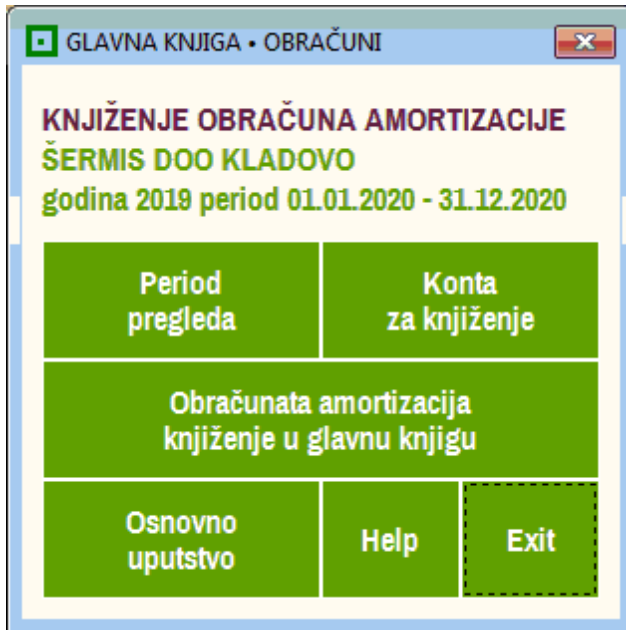 GLAVNA KNJIGA • OBRAČUNI
KNJIŽENJE OBRAČUNA AMORTIZACIJE
ŠERMIS DOO KLADOVO
godina 2019 period 01.01.2020 - 31.12.2020
Period
pregleda
Konta
za knjiženje
Obračunata amortizacija
knjiženje u glavnu knjigu
Osnovno
uputstvo
Help
Exit